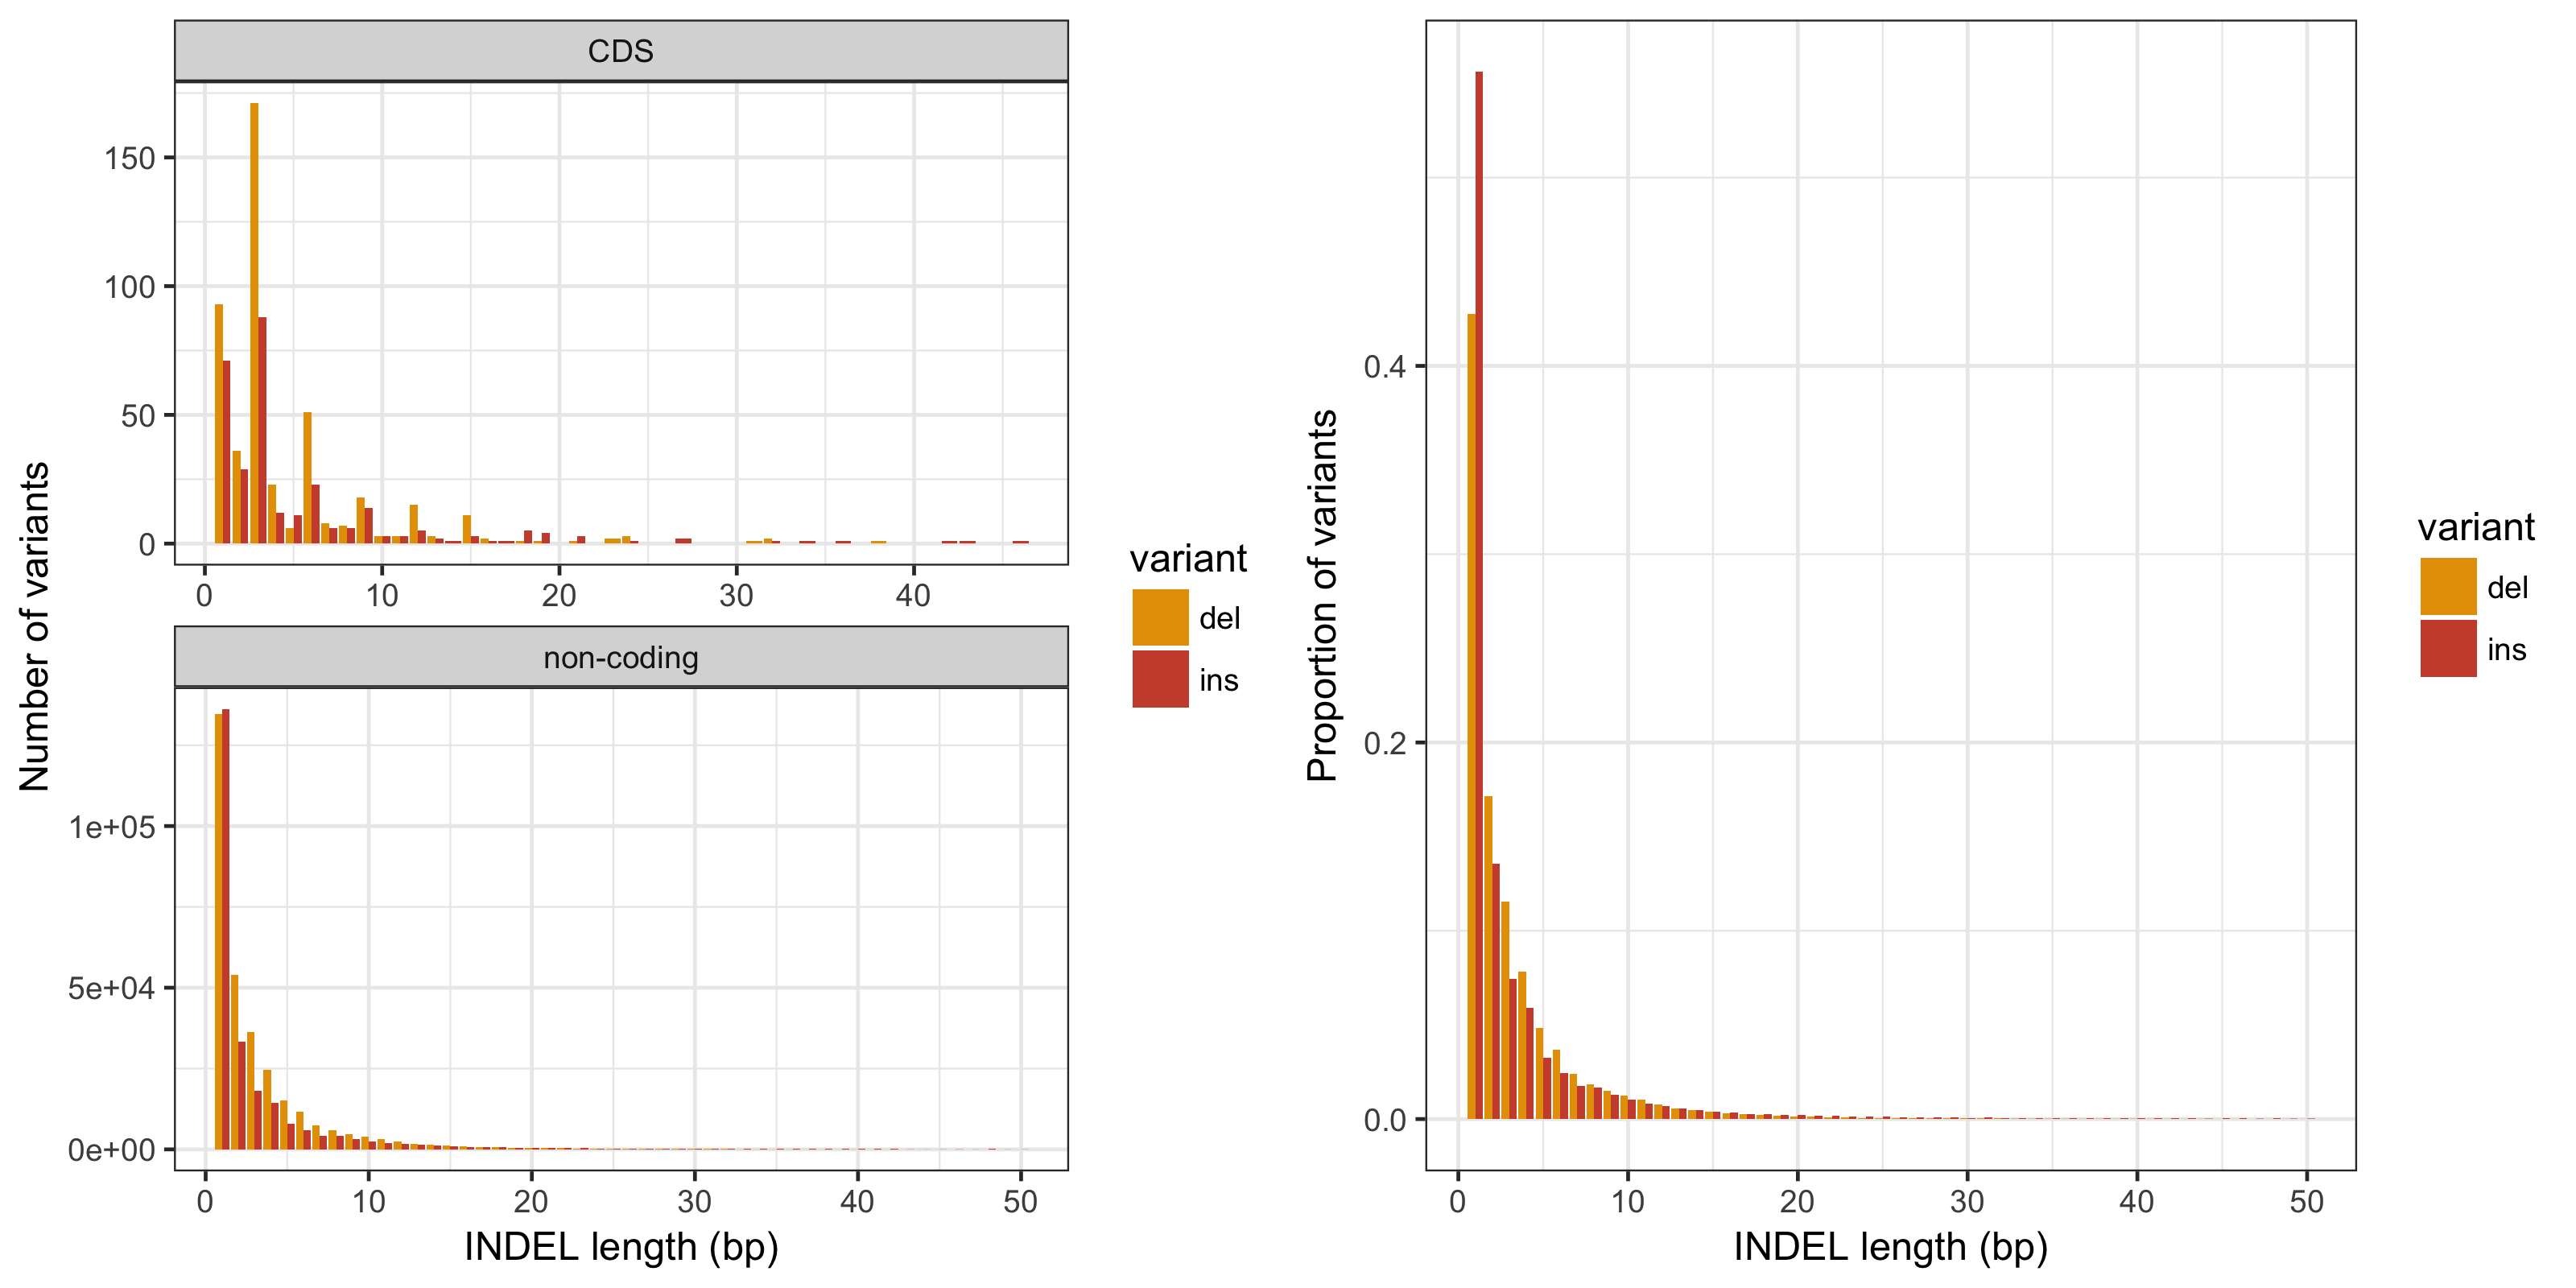 CDS
150
100
50
0
0 10 20 30 40
non-coding
1e+05
5e+04
0e+00
0 10 20 30 40 50
INDEL length (bp)
Number of variants
variant
del
ins
0.4
0.2
0.0
0 10 20 30 40 50
INDEL length (bp)
Proportion of variants
variant
del
ins